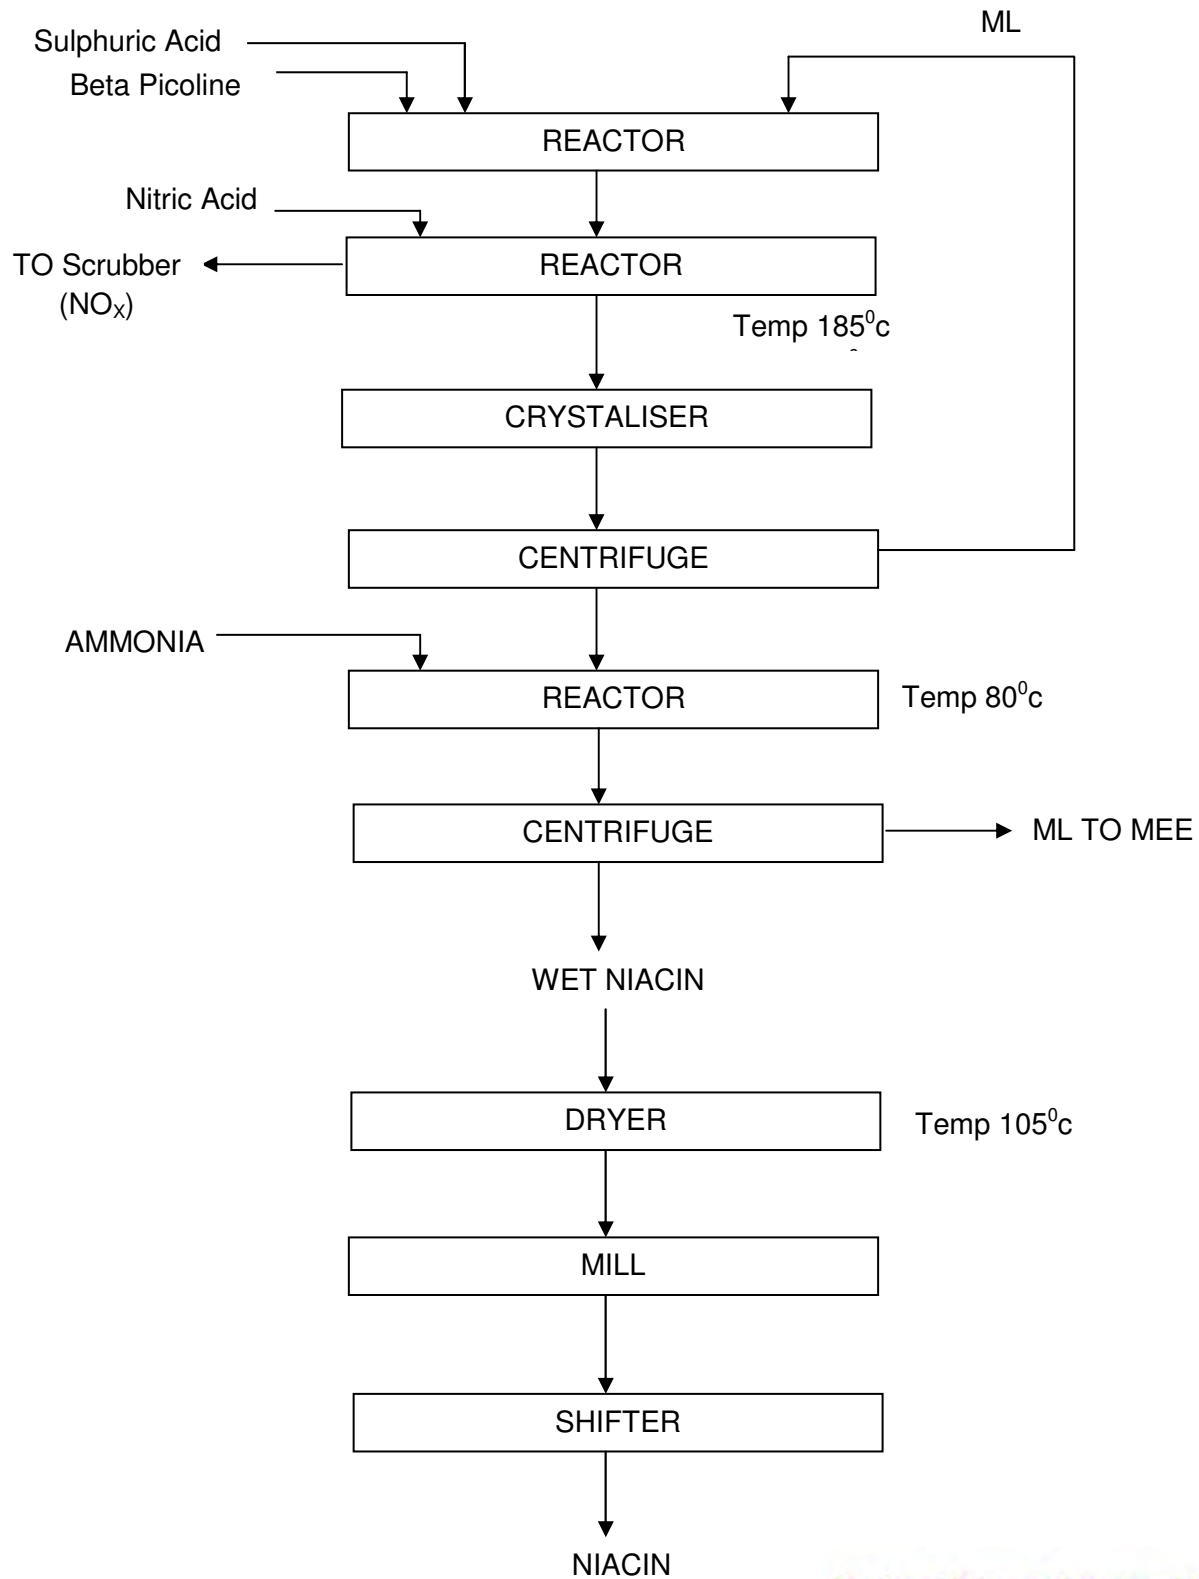 ML
Sulphuric Acid
Beta Picoline
REACTOR
Nitric Acid
REACTOR
TO Scrubber
(NOX)
Temp 185⁰c
CRYSTALISER
CENTRIFUGE
AMMONIA
REACTOR
Temp 80⁰c
CENTRIFUGE
ML TO MEE
WET NIACIN
DRYER
Temp 105⁰c
MILL
SHIFTER
NIACIN